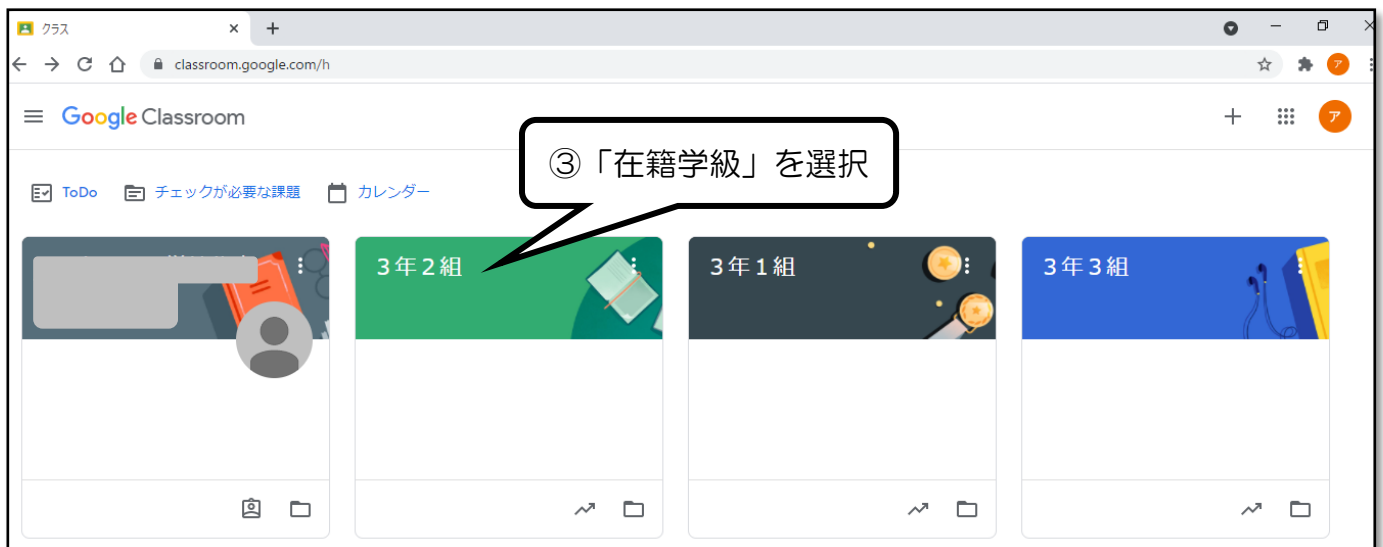 クラス
classroom.google.com/h
ア
Google Classroom
ア
③「在籍学級」を選択
ToDo チェックが必要な課題 カレンダー
3年2組 3年1組 3年3組